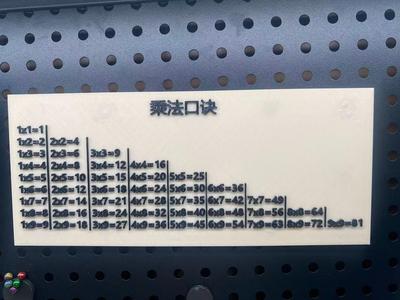 乘法口诀
1x1=1
1x2=2 2x2=4
1x3=3 2x3=6 3x3=9
1x4=4 2x4=8 3x4=12 4x4=16
1x5=5 2x5=10 3x5=15 4x5=20 5x5=25
1x6=6 2x6=12 3x6=18 4x6=24 5x6=30 6x6=36
1x7=7 2x7=14 3x7=21 4x7=28 5x7=35 6x7=42 7x7=49
1x8=8 2x8=16 3x8=24 4x8=32 5x8=40 6x8=48 7x8=56 8x8=64
1x9=9 2x9=18 3x9=27 4x9=36 5x9=45 6x9=54 7x9=63 8x9=72 9x9=81